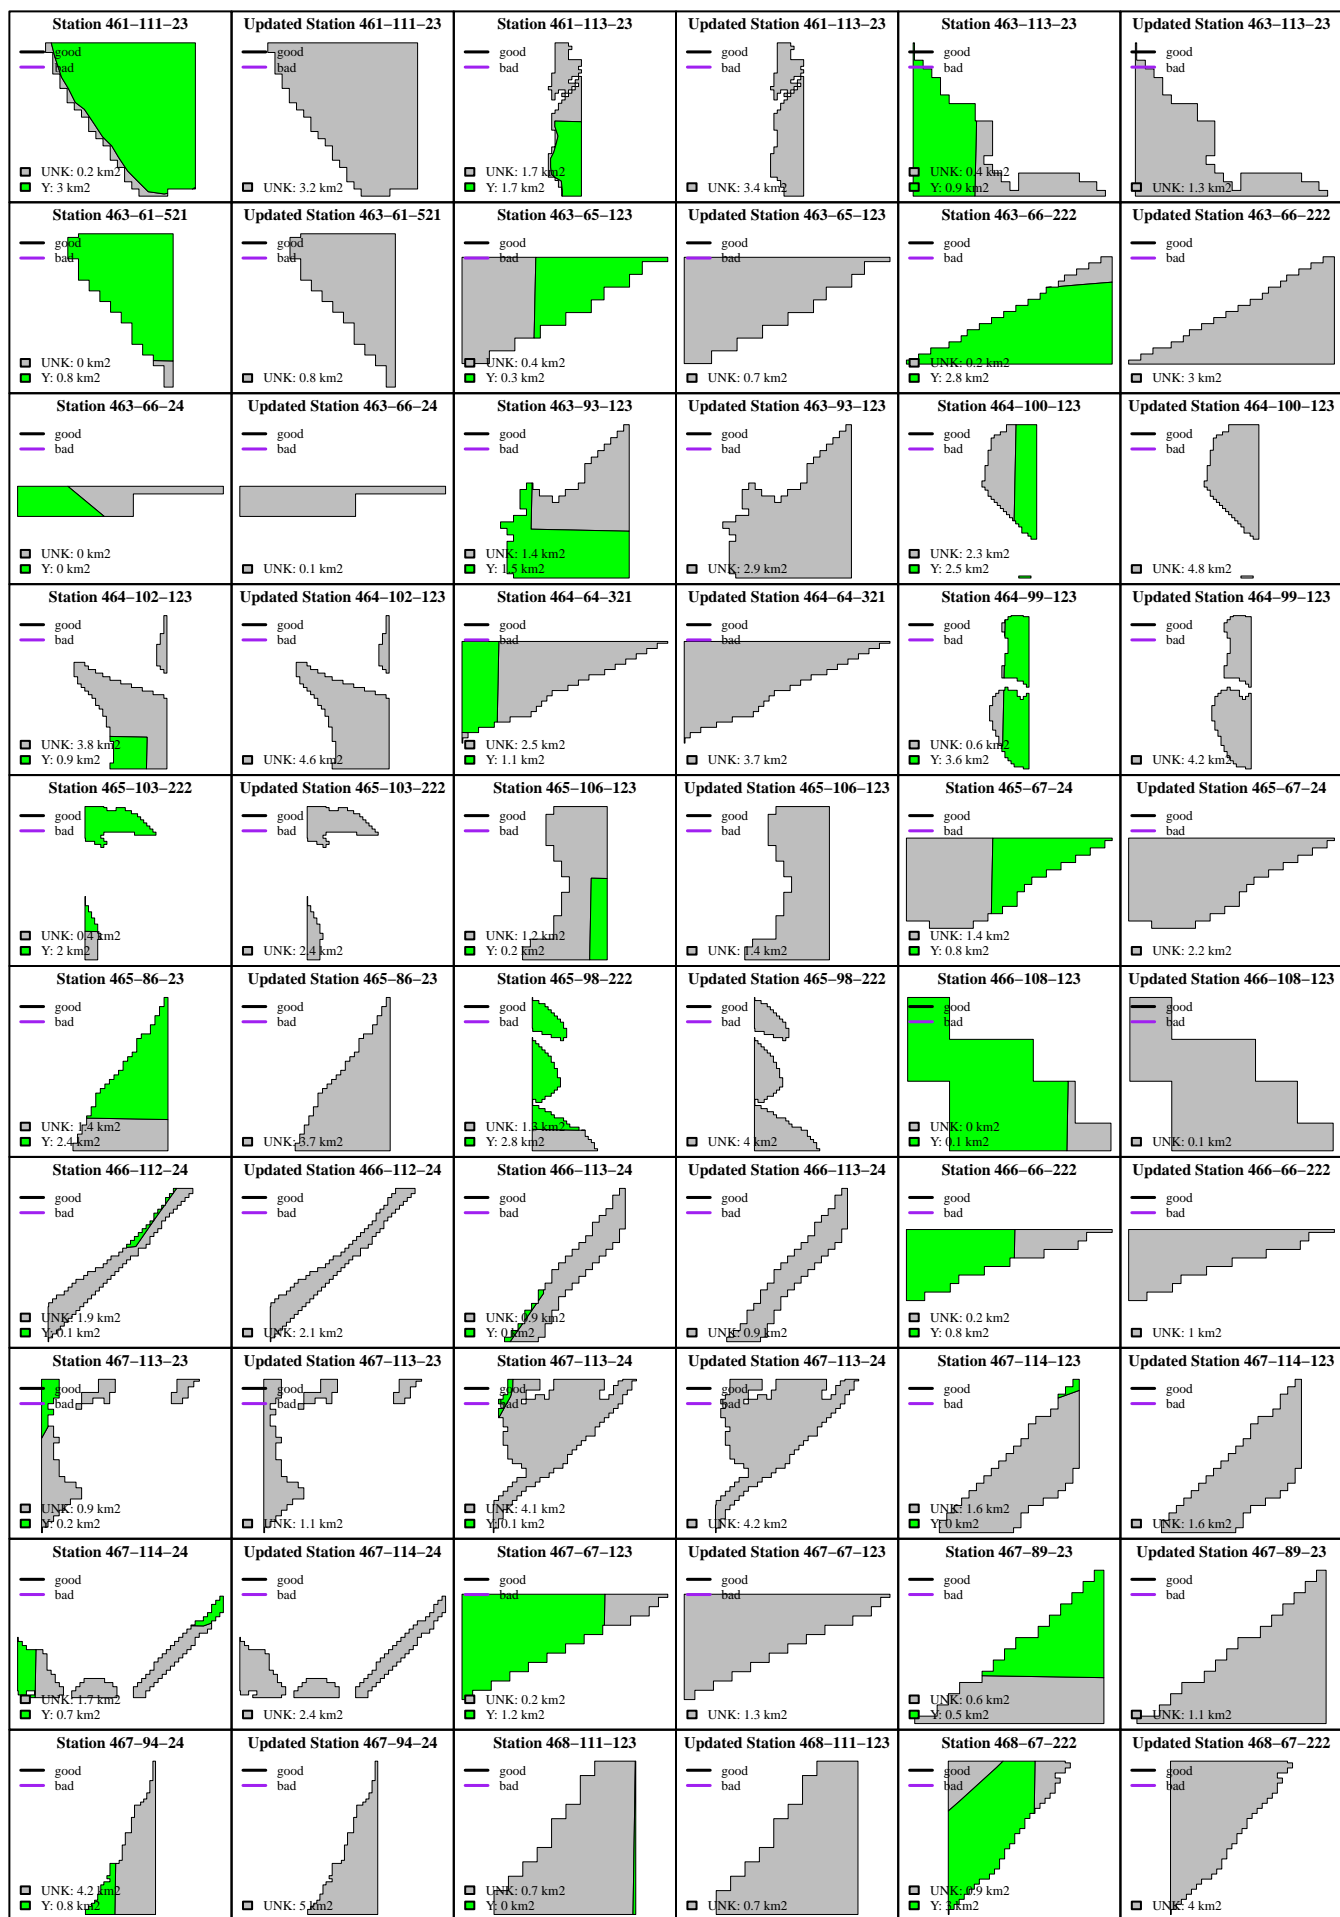 Station 461−111−23
good
bad
UNK: 0.2 km2
Y: 3 km2
Updated Station 461−111−23
good
bad
UNK: 3.2 km2
Station 461−113−23
good
bad
UNK: 1.7 km2
Y: 1.7 km2
Updated Station 461−113−23
good
bad
UNK: 3.4 km2
Station 463−113−23
good
bad
UNK: 0.4 km2
Y: 0.9 km2
Updated Station 463−113−23
good
bad
UNK: 1.3 km2
Station 463−61−521
good
bad
UNK: 0 km2
Y: 0.8 km2
Updated Station 463−61−521
good
bad
UNK: 0.8 km2
Station 463−65−123
good
bad
UNK: 0.4 km2
Y: 0.3 km2
Updated Station 463−65−123
good
bad
UNK: 0.7 km2
Station 463−66−222
good
bad
UNK: 0.2 km2
Y: 2.8 km2
Updated Station 463−66−222
good
bad
UNK: 3 km2
Station 463−66−24
good
bad
UNK: 0 km2
Y: 0 km2
Updated Station 463−66−24
good
bad
UNK: 0.1 km2
Station 463−93−123
good
bad
UNK: 1.4 km2
Y: 1.5 km2
Updated Station 463−93−123
good
bad
UNK: 2.9 km2
Station 464−100−123
good
bad
UNK: 2.3 km2
Y: 2.5 km2
Updated Station 464−100−123
good
bad
UNK: 4.8 km2
Station 464−102−123
good
bad
UNK: 3.8 km2
Y: 0.9 km2
Updated Station 464−102−123
good
bad
UNK: 4.6 km2
Station 464−64−321
good
bad
UNK: 2.5 km2
Y: 1.1 km2
Updated Station 464−64−321
good
bad
UNK: 3.7 km2
Station 464−99−123
good
bad
UNK: 0.6 km2
Y: 3.6 km2
Updated Station 464−99−123
good
bad
UNK: 4.2 km2
Station 465−103−222
good
bad
UNK: 0.4 km2
Y: 2 km2
Updated Station 465−103−222
good
bad
UNK: 2.4 km2
Station 465−106−123
good
bad
UNK: 1.2 km2
Y: 0.2 km2
Updated Station 465−106−123
good
bad
UNK: 1.4 km2
Station 465−67−24
good
bad
UNK: 1.4 km2
Y: 0.8 km2
Updated Station 465−67−24
good
bad
UNK: 2.2 km2
Station 465−86−23
good
bad
UNK: 1.4 km2
Y: 2.4 km2
Updated Station 465−86−23
good
bad
UNK: 3.7 km2
Station 465−98−222
good
bad
UNK: 1.3 km2
Y: 2.8 km2
Updated Station 465−98−222
good
bad
UNK: 4 km2
Station 466−108−123
good
bad
UNK: 0 km2
Y: 0.1 km2
Updated Station 466−108−123
good
bad
UNK: 0.1 km2
Station 466−112−24
good
bad
UNK: 1.9 km2
Y: 0.1 km2
Updated Station 466−112−24
good
bad
UNK: 2.1 km2
Station 466−113−24
good
bad
UNK: 0.9 km2
Y: 0 km2
Updated Station 466−113−24
good
bad
UNK: 0.9 km2
Station 466−66−222
good
bad
UNK: 0.2 km2
Y: 0.8 km2
Updated Station 466−66−222
good
bad
UNK: 1 km2
Station 467−113−23
good
bad
UNK: 0.9 km2
Y: 0.2 km2
Updated Station 467−113−23
good
bad
UNK: 1.1 km2
Station 467−113−24
good
bad
UNK: 4.1 km2
Y: 0.1 km2
Updated Station 467−113−24
good
bad
UNK: 4.2 km2
Station 467−114−123
good
bad
UNK: 1.6 km2
Y: 0 km2
Updated Station 467−114−123
good
bad
UNK: 1.6 km2
Station 467−114−24
good
bad
UNK: 1.7 km2
Y: 0.7 km2
Updated Station 467−114−24
good
bad
UNK: 2.4 km2
Station 467−67−123
good
bad
UNK: 0.2 km2
Y: 1.2 km2
Updated Station 467−67−123
good
bad
UNK: 1.3 km2
Station 467−89−23
good
bad
UNK: 0.6 km2
Y: 0.5 km2
Updated Station 467−89−23
good
bad
UNK: 1.1 km2
Station 467−94−24
good
bad
UNK: 4.2 km2
Y: 0.8 km2
Updated Station 467−94−24
good
bad
UNK: 5 km2
Station 468−111−123
good
bad
UNK: 0.7 km2
Y: 0 km2
Updated Station 468−111−123
good
bad
UNK: 0.7 km2
Station 468−67−222
good
bad
UNK: 0.9 km2
Y: 3 km2
Updated Station 468−67−222
good
bad
UNK: 4 km2